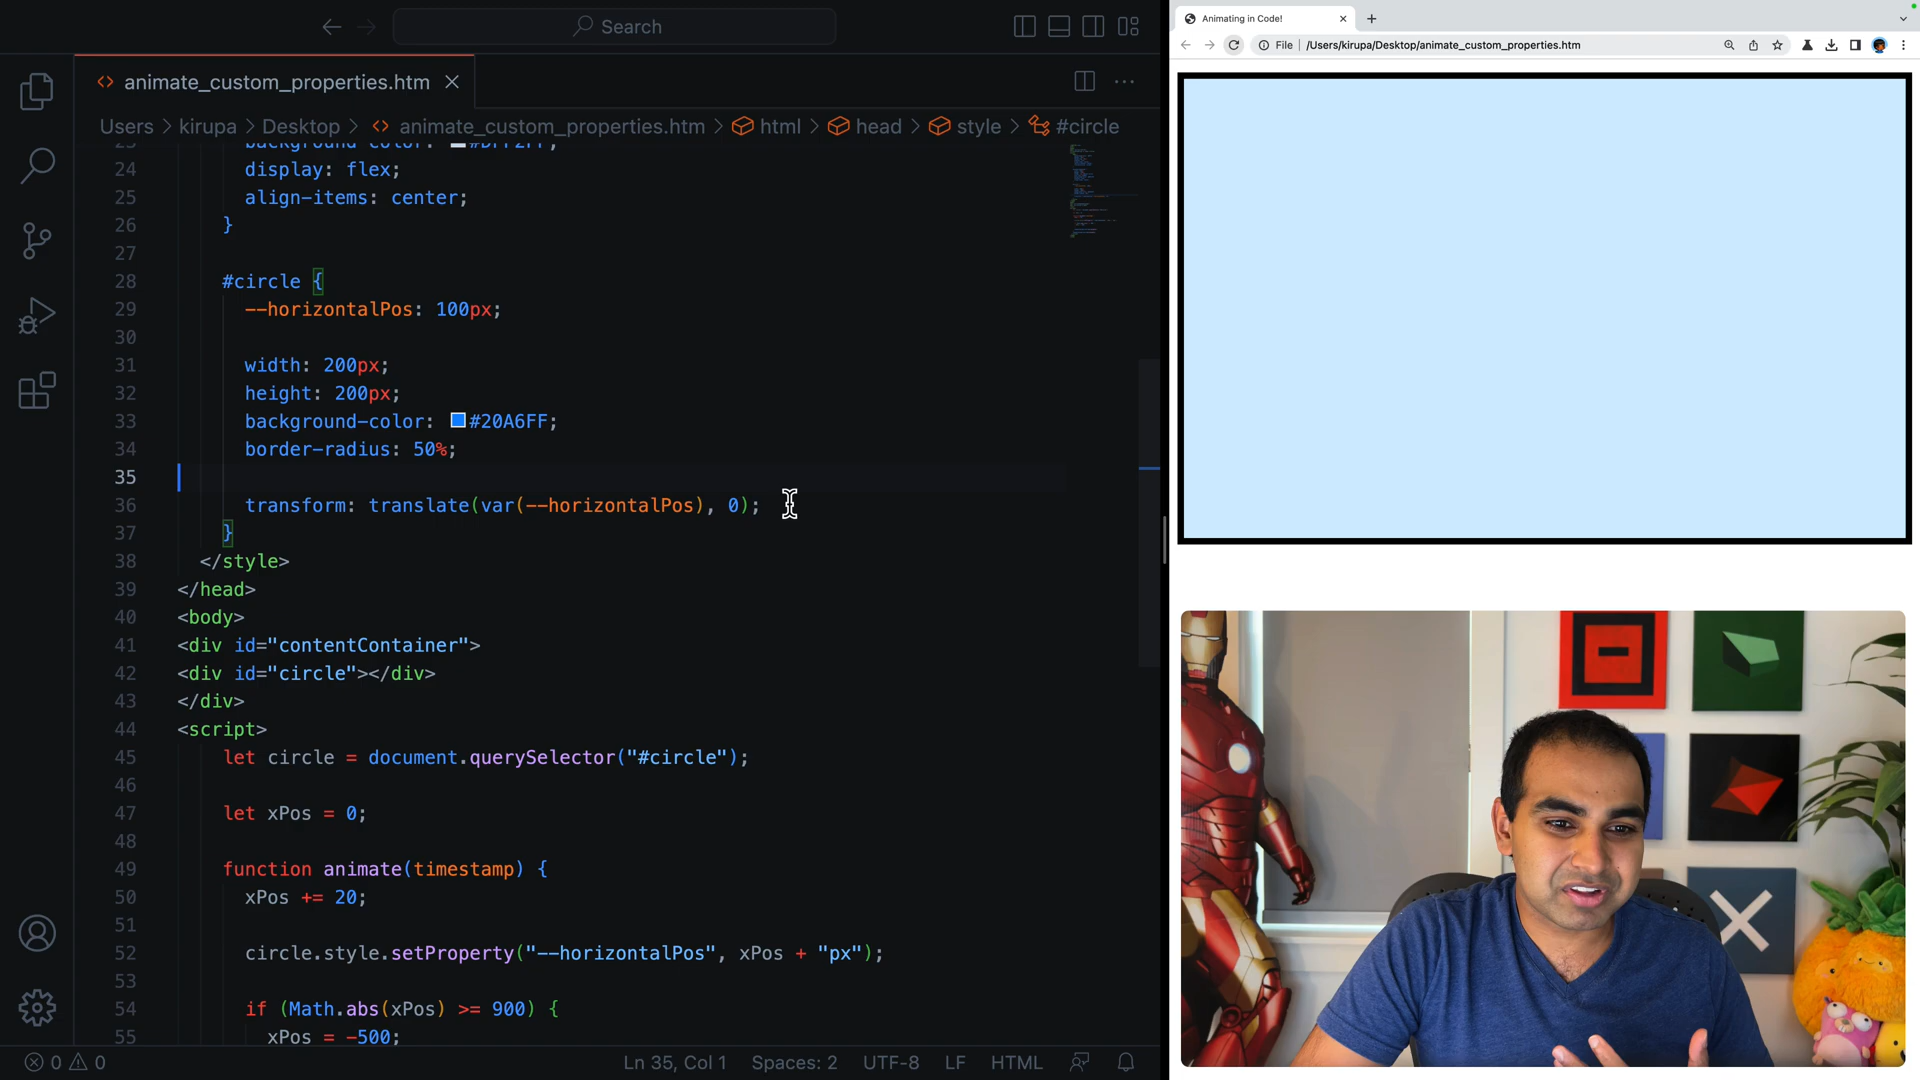 Search
animate_custom_properties.htm
Users > kirupa > Desktop > animate_custom_properties.htm > html > head > style > #circle
23 background-color: #DFF2FF;
24 display: flex;
25 align-items: center;
26 }
27
28 #circle {
29 --horizontalPos: 100px;
30
31 width: 200px;
32 height: 200px;
33 background-color: #20A6FF;
34 border-radius: 50%;
35
36 transform: translate(var(--horizontalPos), 0);
37 }
38 </style>
39 </head>
40 <body>
41 <div id="contentContainer">
42 <div id="circle"></div>
43 </div>
44 <script>
45 let circle = document.querySelector("#circle");
46
47 let xPos = 0;
48
49 function animate(timestamp) {
50 xPos += 20;
51
52 circle.style.setProperty("--horizontalPos", xPos + "px");
53
54 if (Math.abs(xPos) >= 900) {
55 xPos = -500;
0 0 Ln 35, Col 1 Spaces: 2 UTF-8 LF HTML
Animating in Code!
File | /Users/kirupa/Desktop/animate_custom_properties.htm